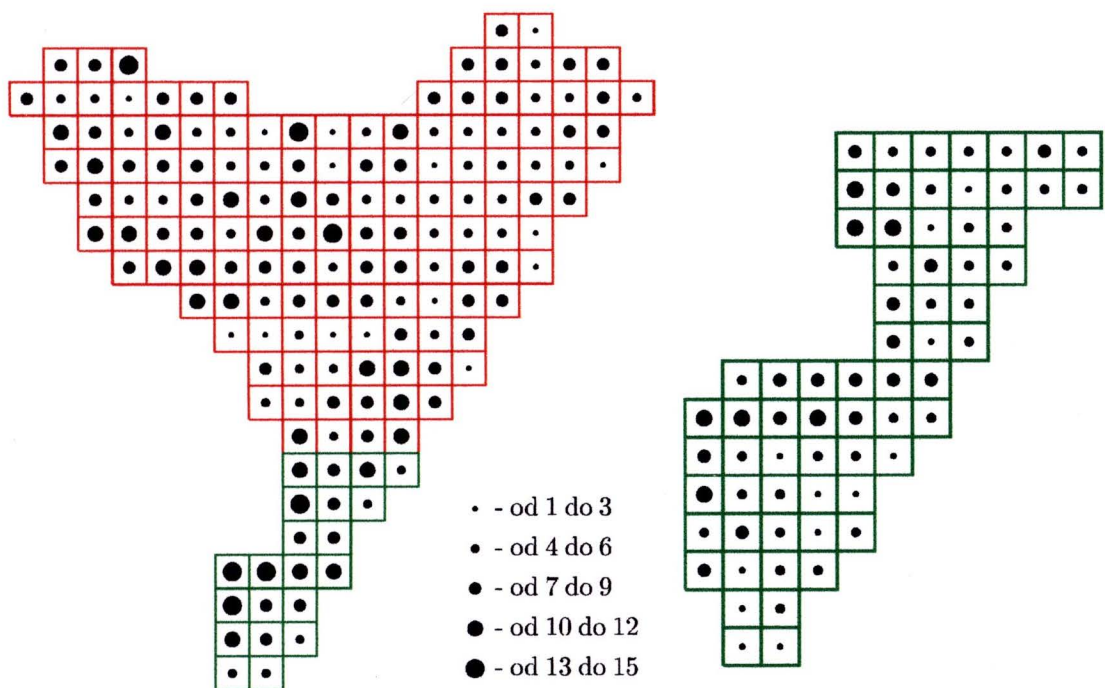 - od 1 do 3
- od 4 do 6
- od 7 do 9
- od 10 do 12
- od 13 do 15